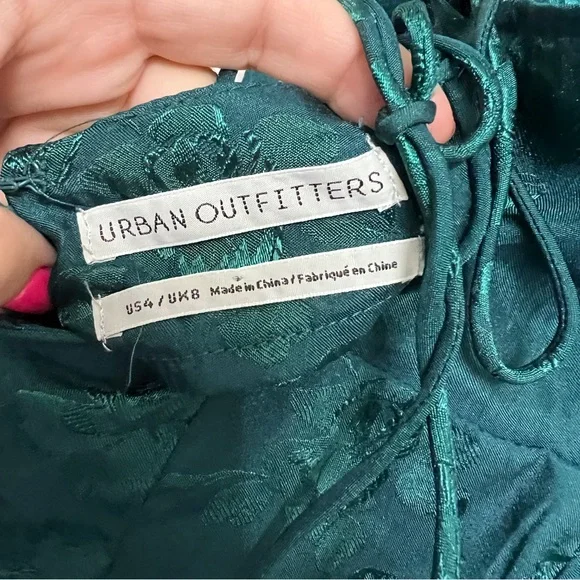 URBAN OUTFITTERS
US4 / UK8 Made in China / Fabriqué en Chine